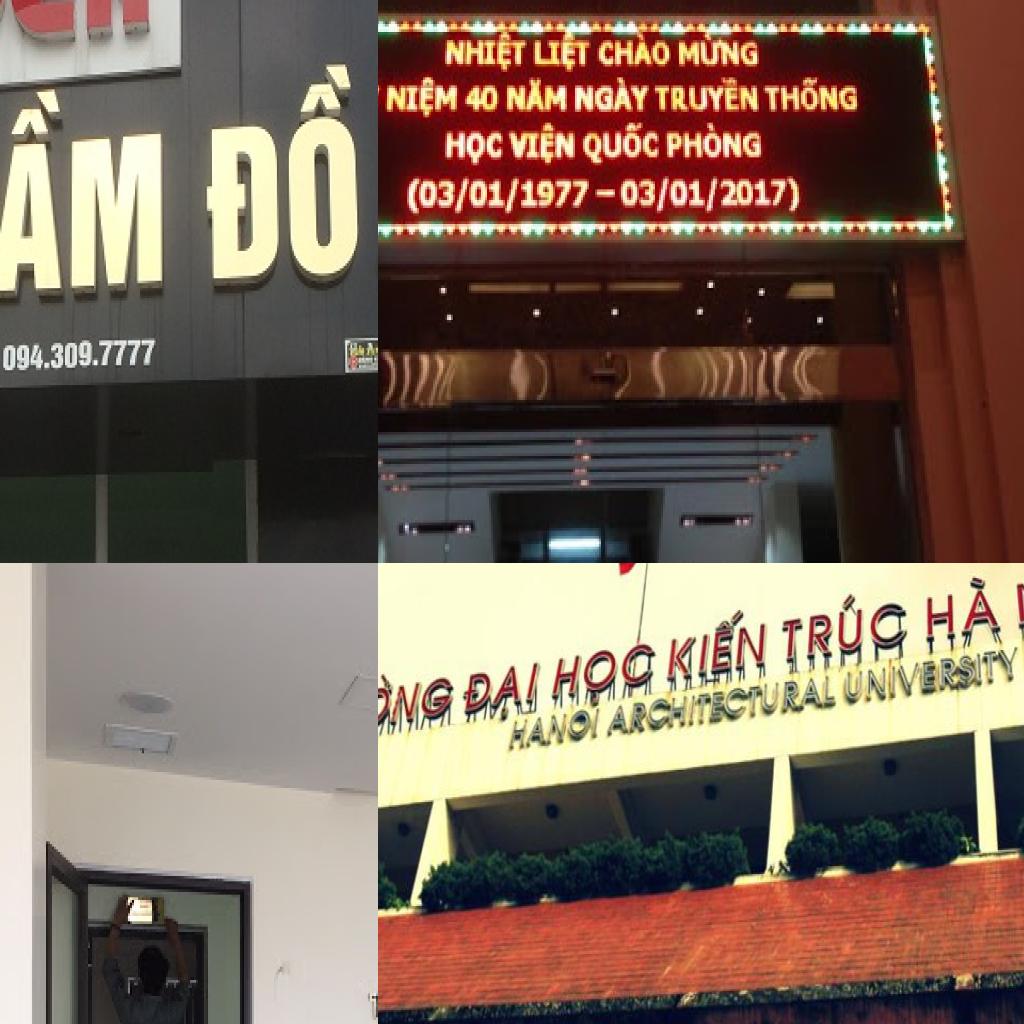 ẦM ĐỒ
094.309.7777
NHIỆT LIỆT CHÀO MỪNG
NIỆM 40 NĂM NGÀY TRUYỀN THỐNG
HỌC VIỆN QUỐC PHÒNG
(03/01/1977 – 03/01/2017)
ỜNG ĐẠI HỌC KIẾN TRÚC HÀ
HANOI ARCHITECTURAL UNIVERSITY